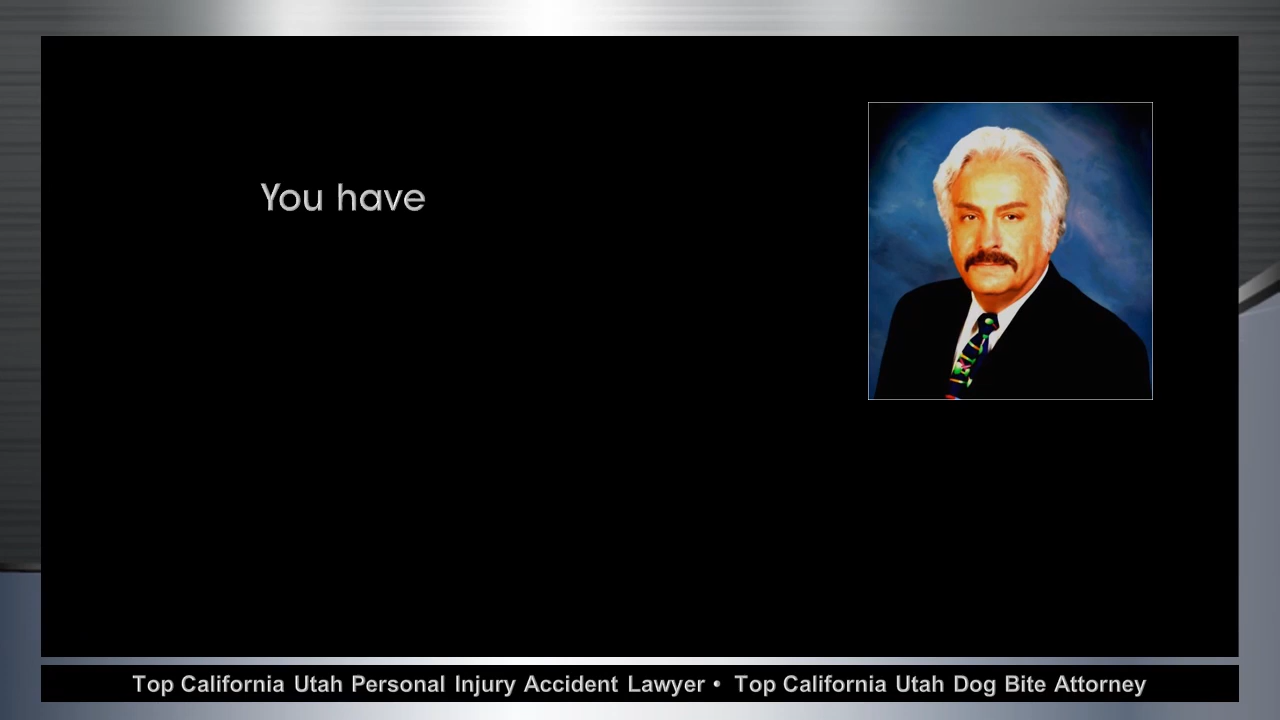 You have
Top California Utah Personal Injury Accident Lawyer • Top California Utah Dog Bite Attorney